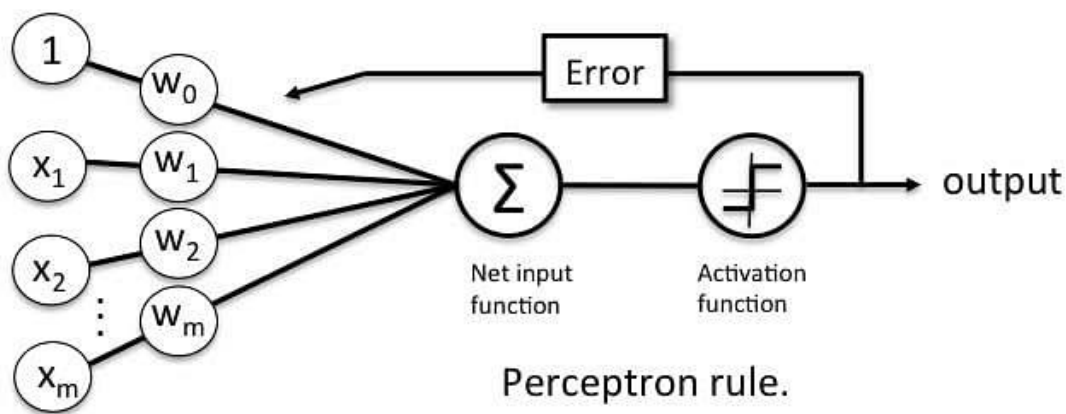 1
w₀
Error
x₁
w₁
Σ
output
x₂
w₂
⋮
wₘ
xₘ
Net input
function
Activation
function
Perceptron rule.